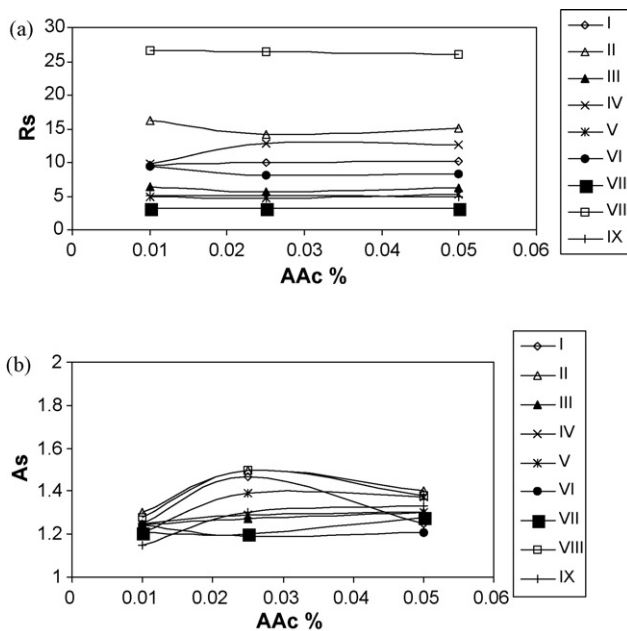 (a)
30
25
20
15
10
5
0
Rs
0 0.01 0.02 0.03 0.04 0.05 0.06
AAc %
I
II
III
IV
V
VI
VII
VII
IX
(b)
2
1.8
1.6
1.4
1.2
1
As
0 0.01 0.02 0.03 0.04 0.05 0.06
AAc %
I
II
III
IV
V
VI
VII
VIII
IX